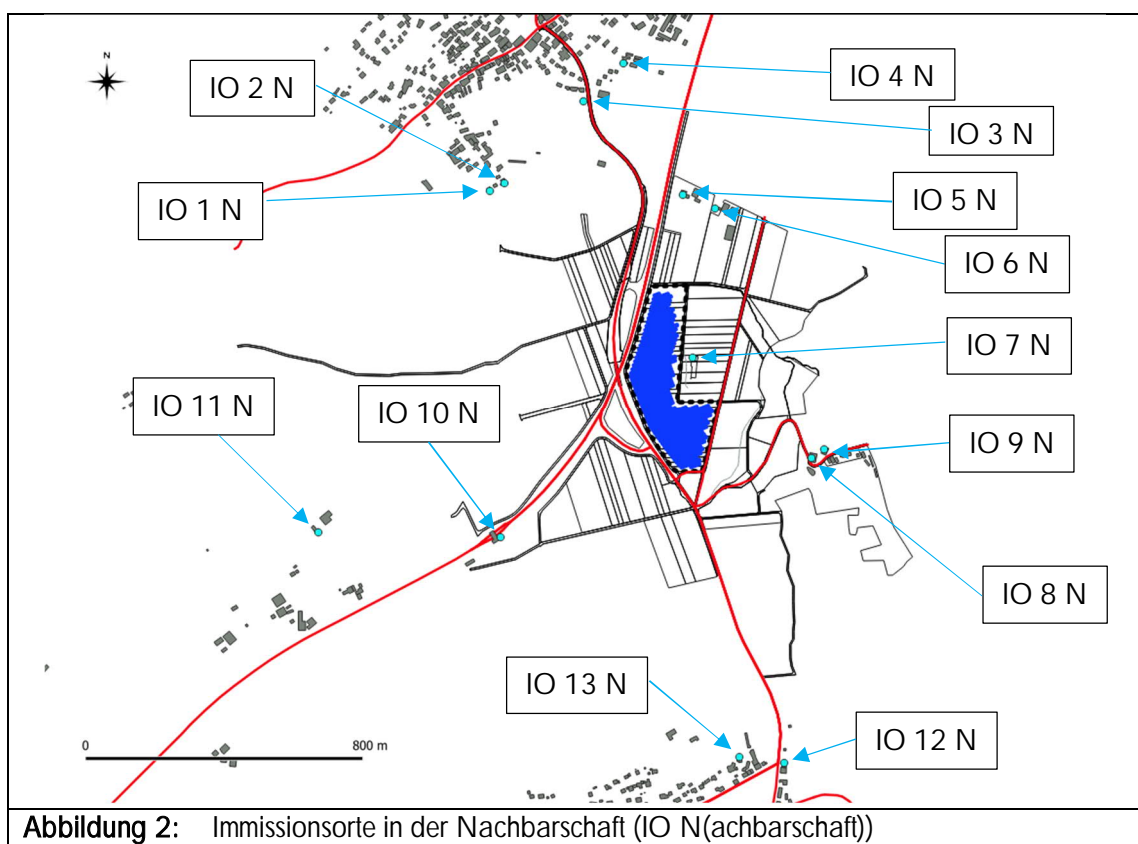 N
IO 4 N
IO 2 N
IO 3 N
IO 1 N
IO 5 N
IO 6 N
IO 7 N
IO 11 N
IO 10 N
IO 9 N
IO 8 N
IO 13 N
IO 12 N
0 800 m
Abbildung 2: Immissionsorte in der Nachbarschaft (IO N(achbarschaft))